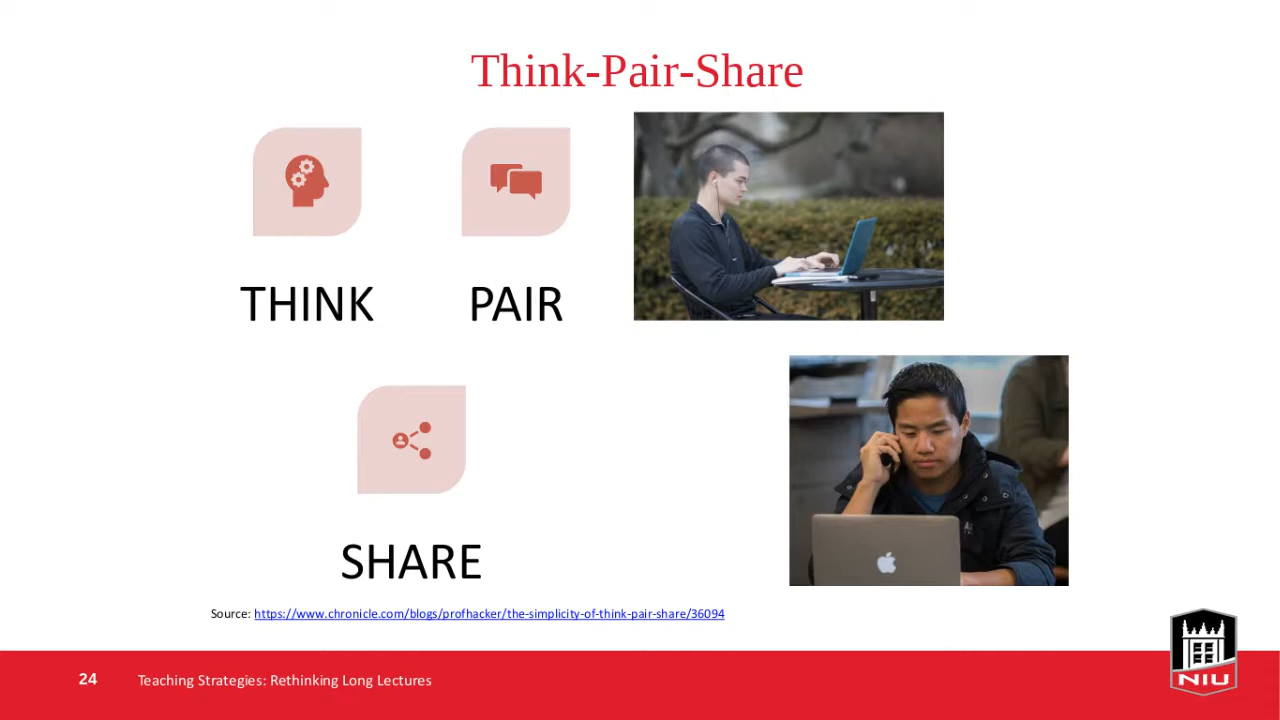 Think-Pair-Share
THINK
PAIR
SHARE
Source: https://www.chronicle.com/blogs/profhacker/the-simplicity-of-think-pair-share/36094
24
Teaching Strategies: Rethinking Long Lectures
NIU